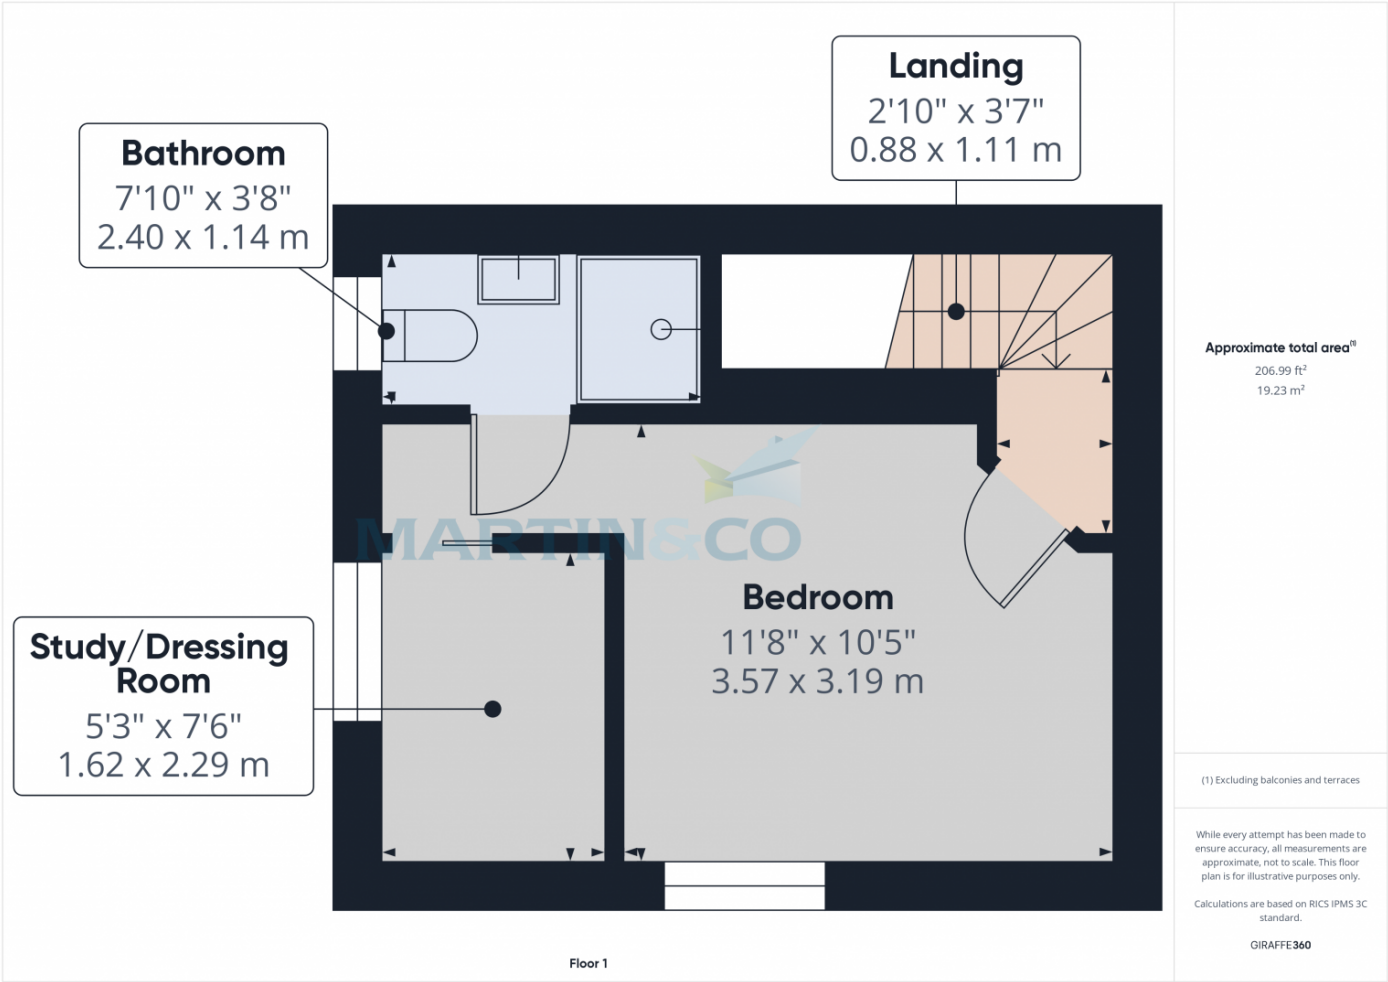 Landing
2'10" x 3'7"
0.88 x 1.11 m
Bathroom
7'10" x 3'8"
2.40 x 1.14 m
Approximate total area(1)
206.99 ft²
19.23 m²
MARTIN&CO
Bedroom
11'8" x 10'5"
3.57 x 3.19 m
Study/Dressing
Room
5'3" x 7'6"
1.62 x 2.29 m
(1) Excluding balconies and terraces
While every attempt has been made to
ensure accuracy, all measurements are
approximate, not to scale. This floor
plan is for illustrative purposes only.
Calculations are based on RICS IPMS 3C
standard.
GIRAFFE360
Floor 1